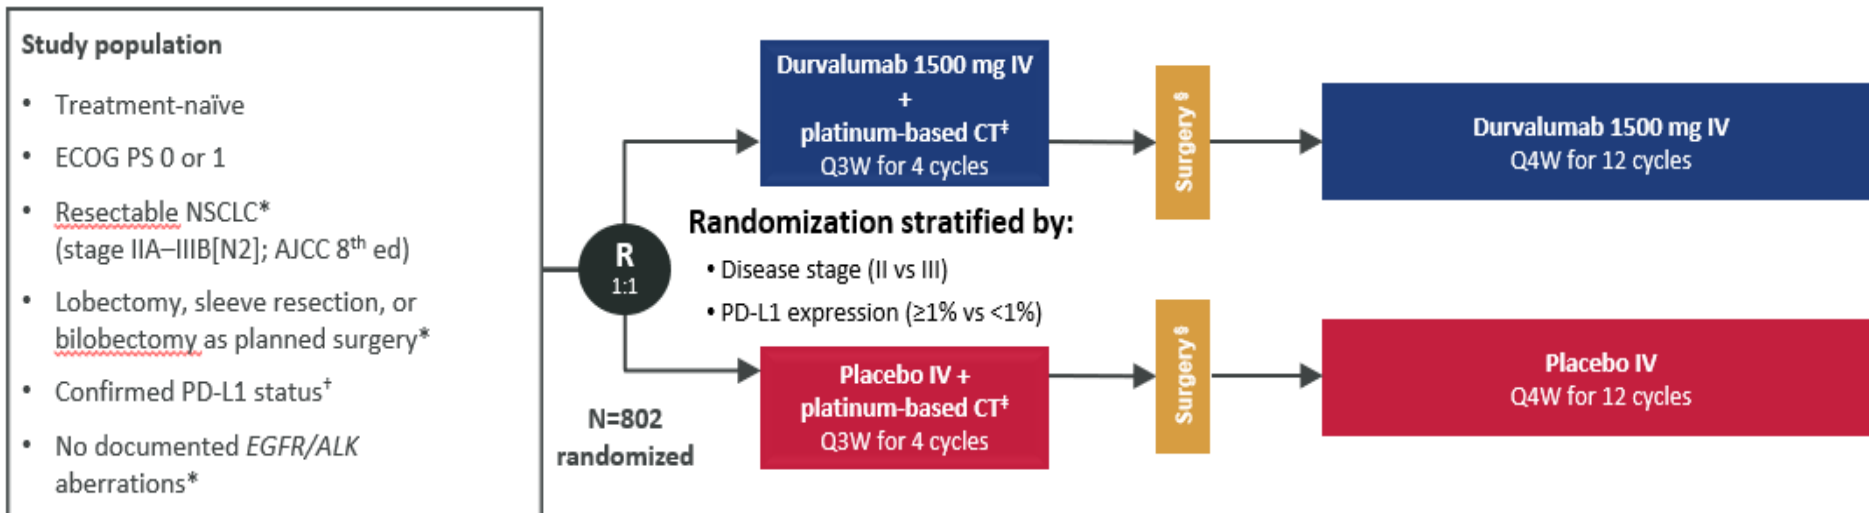 Study population
• Treatment-naïve
• ECOG PS 0 or 1
• Resectable NSCLC*
(stage IIA–IIIB[N2]; AJCC 8th ed)
• Lobectomy, sleeve resection, or
bilobectomy as planned surgery*
• Confirmed PD-L1 status†
• No documented EGFR/ALK
aberrations*
R
1:1
N=802
randomized
Durvalumab 1500 mg IV
+
platinum-based CT‡
Q3W for 4 cycles
Randomization stratified by:
• Disease stage (II vs III)
• PD-L1 expression (≥1% vs <1%)
Placebo IV +
platinum-based CT‡
Q3W for 4 cycles
Surgery §
Surgery §
Durvalumab 1500 mg IV
Q4W for 12 cycles
Placebo IV
Q4W for 12 cycles